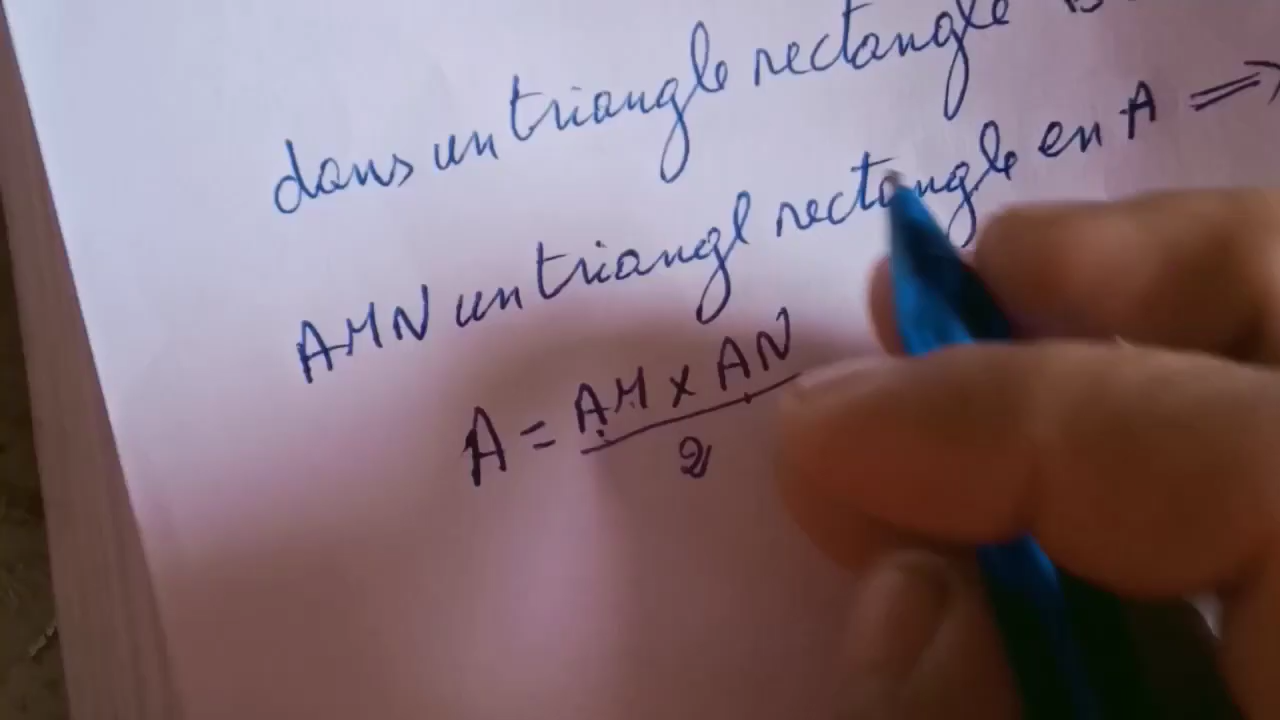 dans un triangle rectangle
AMN un triangl rectangle en A =>
A = AM x AN / 2